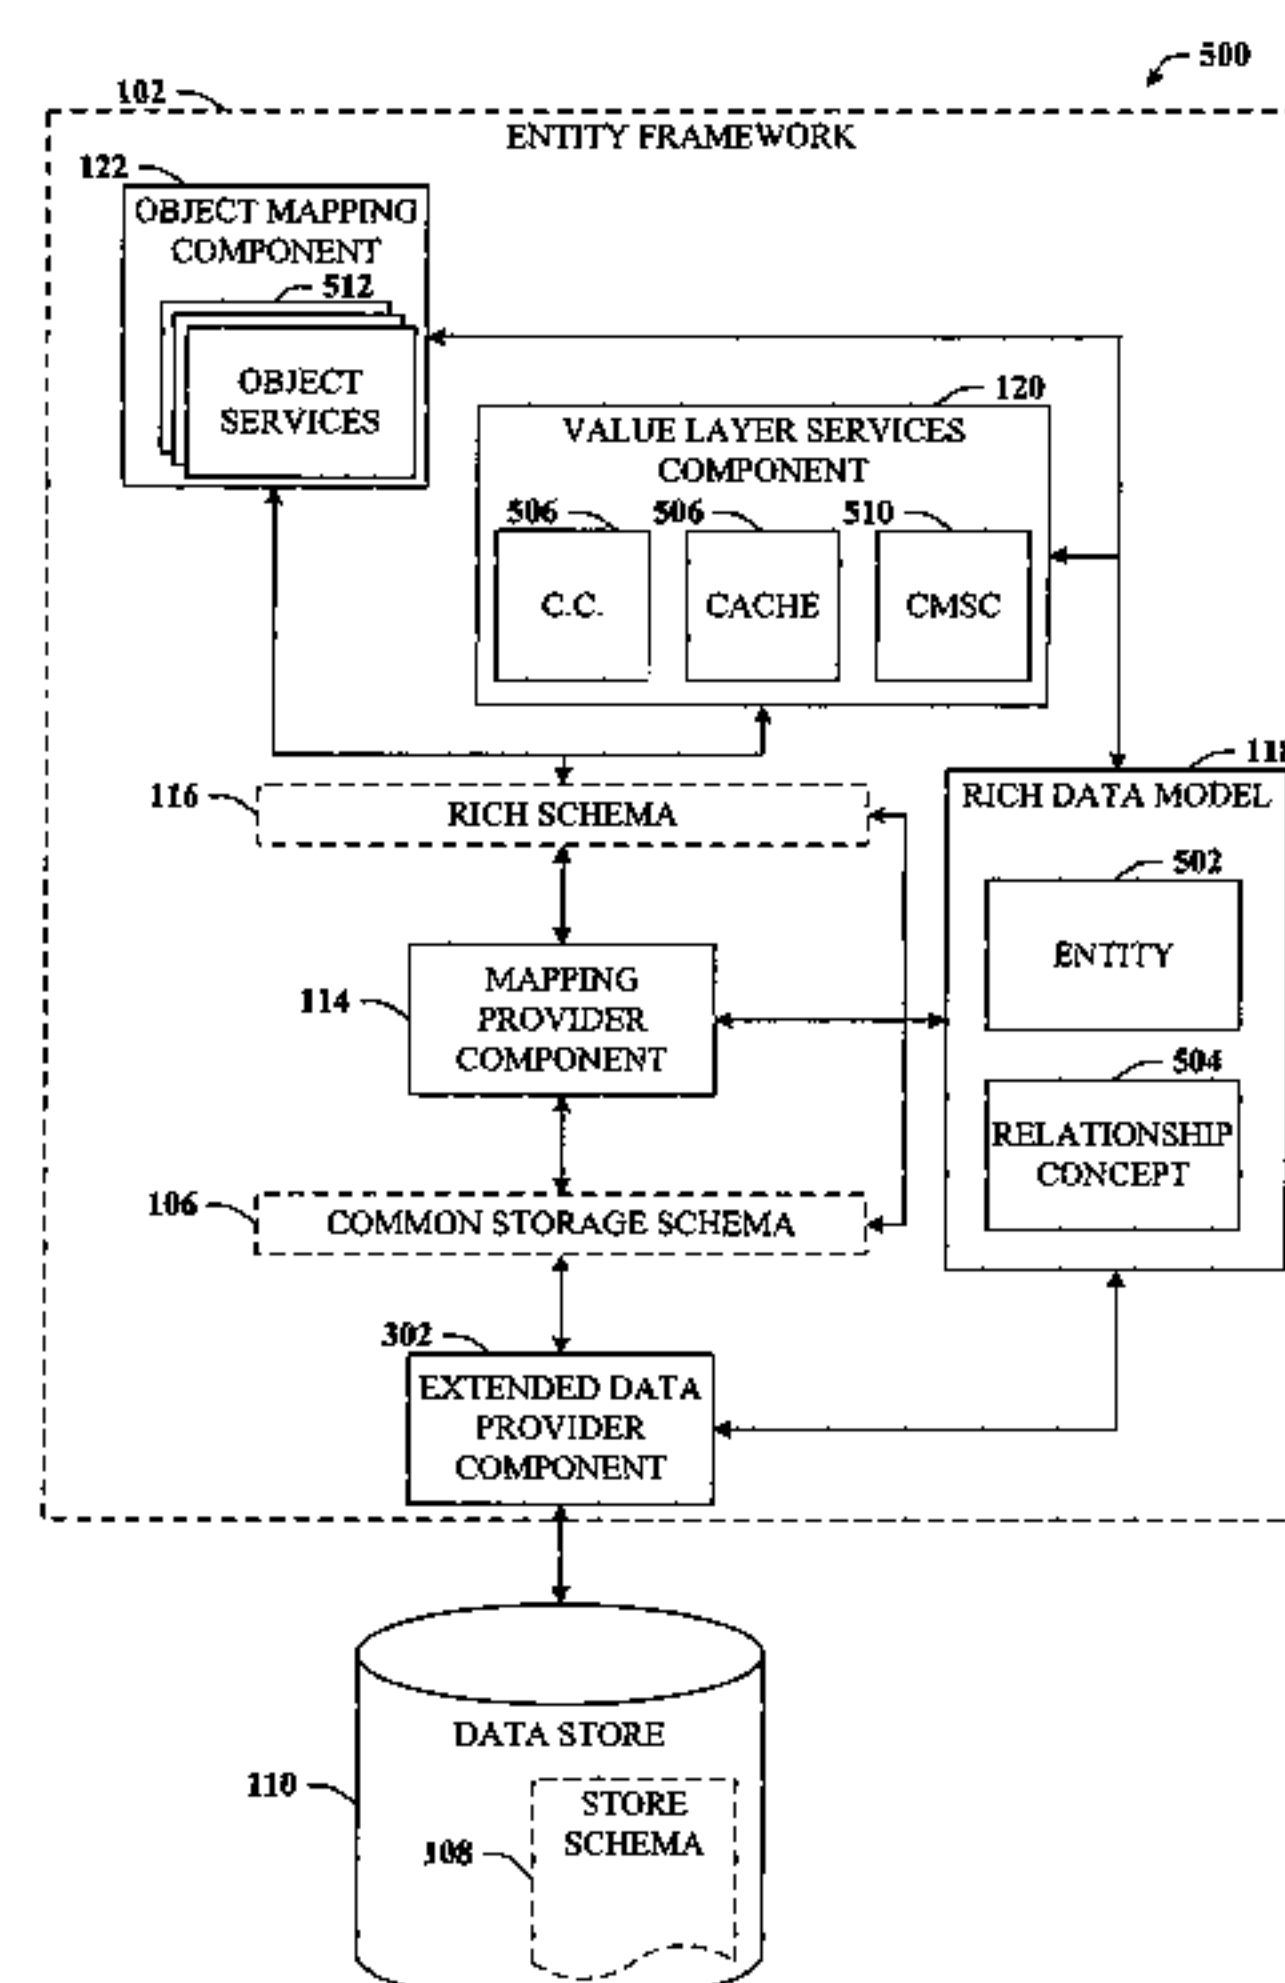 500
102
ENTITY FRAMEWORK
122
OBJECT MAPPING
COMPONENT
512
OBJECT
SERVICES
120
VALUE LAYER SERVICES
COMPONENT
506
506
510
C.C.
CACHE
CMSC
116
RICH SCHEMA
118
RICH DATA MODEL
502
ENTITY
114
MAPPING
PROVIDER
COMPONENT
504
RELATIONSHIP
CONCEPT
106
COMMON STORAGE SCHEMA
302
EXTENDED DATA
PROVIDER
COMPONENT
DATA STORE
110
STORE
SCHEMA
108